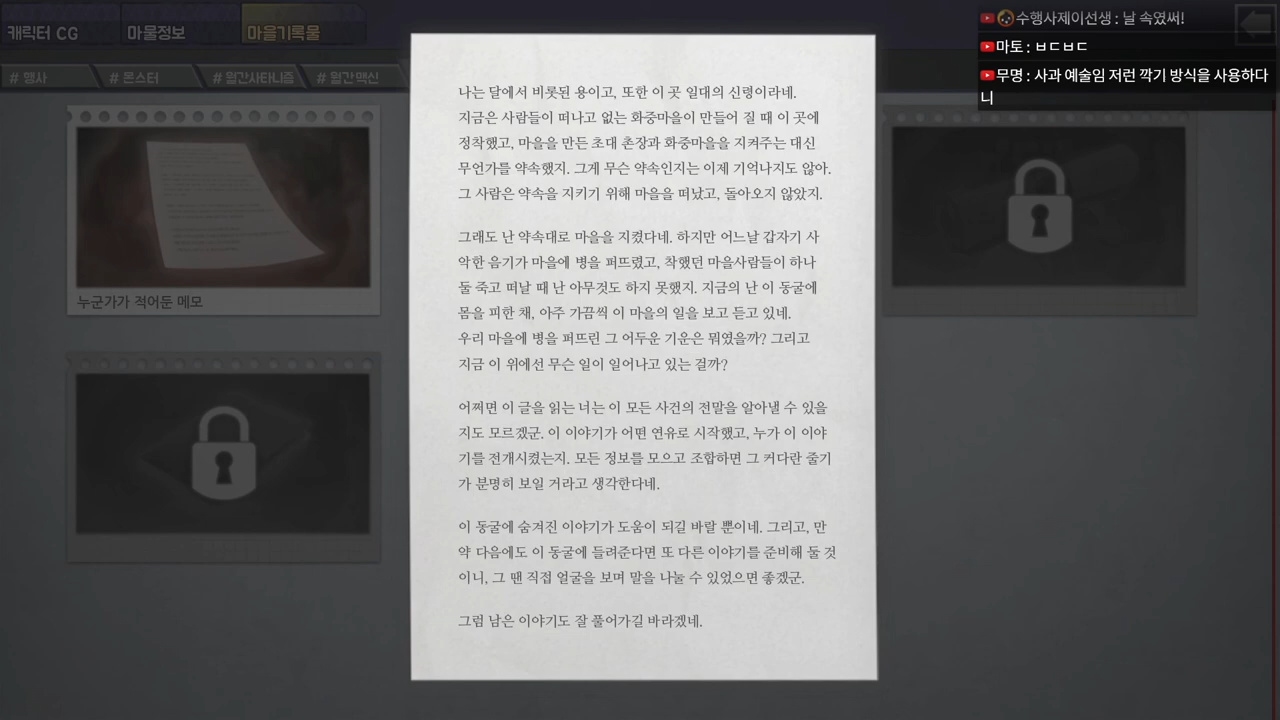 캐릭터 CG
마물정보
마을기록물
# 행사
# 몬스터
# 월간사타니즘
# 월간맥신
수행사제이선생 : 날 속였써!
마토 : ㅂㄷㅂㄷ
무명 : 사과 예술임 저런 깍기 방식을 사용하다
니
누군가가 적어둔 메모
나는 달에서 비롯된 용이고, 또한 이 곳 일대의 신령이라네.
지금은 사람들이 떠나고 없는 화중마을이 만들어 질 때 이 곳에
정착했고, 마을을 만든 초대 촌장과 화중마을을 지켜주는 대신
무언가를 약속했지. 그게 무슨 약속인지는 이제 기억나지도 않아.
그 사람은 약속을 지키기 위해 마을을 떠났고, 돌아오지 않았지.
그래도 난 약속대로 마을을 지켰다네. 하지만 어느날 갑자기 사
악한 음기가 마을에 병을 퍼뜨렸고, 착했던 마을사람들이 하나
둘 죽고 떠날 때 난 아무것도 하지 못했지. 지금의 난 이 동굴에
몸을 피한 채, 아주 가끔씩 이 마을의 일을 보고 듣고 있네.
우리 마을에 병을 퍼뜨린 그 어두운 기운은 뭐였을까? 그리고
지금 이 위에선 무슨 일이 일어나고 있는 걸까?
어쩌면 이 글을 읽는 너는 이 모든 사건의 전말을 알아낼 수 있을
지도 모르겠군. 이 이야기가 어떤 연유로 시작했고, 누가 이 이야
기를 전개시켰는지. 모든 정보를 모으고 조합하면 그 커다란 줄기
가 분명히 보일 거라고 생각한다네.
이 동굴에 숨겨진 이야기가 도움이 되길 바랄 뿐이네. 그리고, 만
약 다음에도 이 동굴에 들려준다면 또 다른 이야기를 준비해 둘 것
이니, 그 땐 직접 얼굴을 보며 말을 나눌 수 있었으면 좋겠군.
그럼 남은 이야기도 잘 풀어가길 바라겠네.